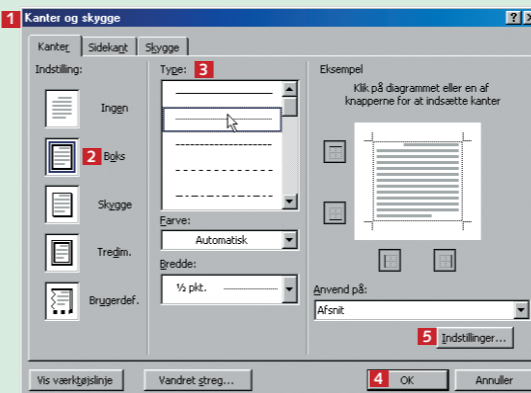 1 Kanter og skygge
Kanter Sidekant Skygge
Indstilling:
Ingen
2 Boks
Skygge
Tredim.
Brugerdef.
Type: 3
Farve:
Automatisk
Bredde:
½ pkt.
Eksempel
Klik på diagrammet eller en af
knapperne for at indsætte kanter
Anvend på:
Afsnit
5 Indstillinger...
Vis værktøjslinje Vandret streg... 4 OK Annuller